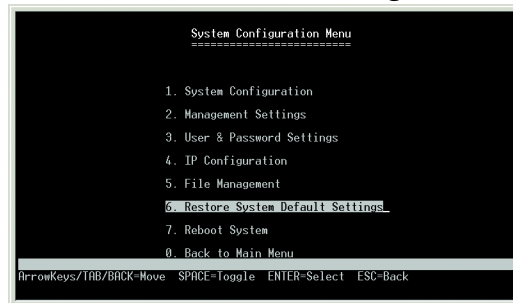 System Configuration Menu
========================
1. System Configuration
2. Management Settings
3. User & Password Settings
4. IP Configuration
5. File Management
6. Restore System Default Settings
7. Reboot System
0. Back to Main Menu
ArrowKeys/TAB/BACK=Move SPACE=Toggle ENTER=Select ESC=Back